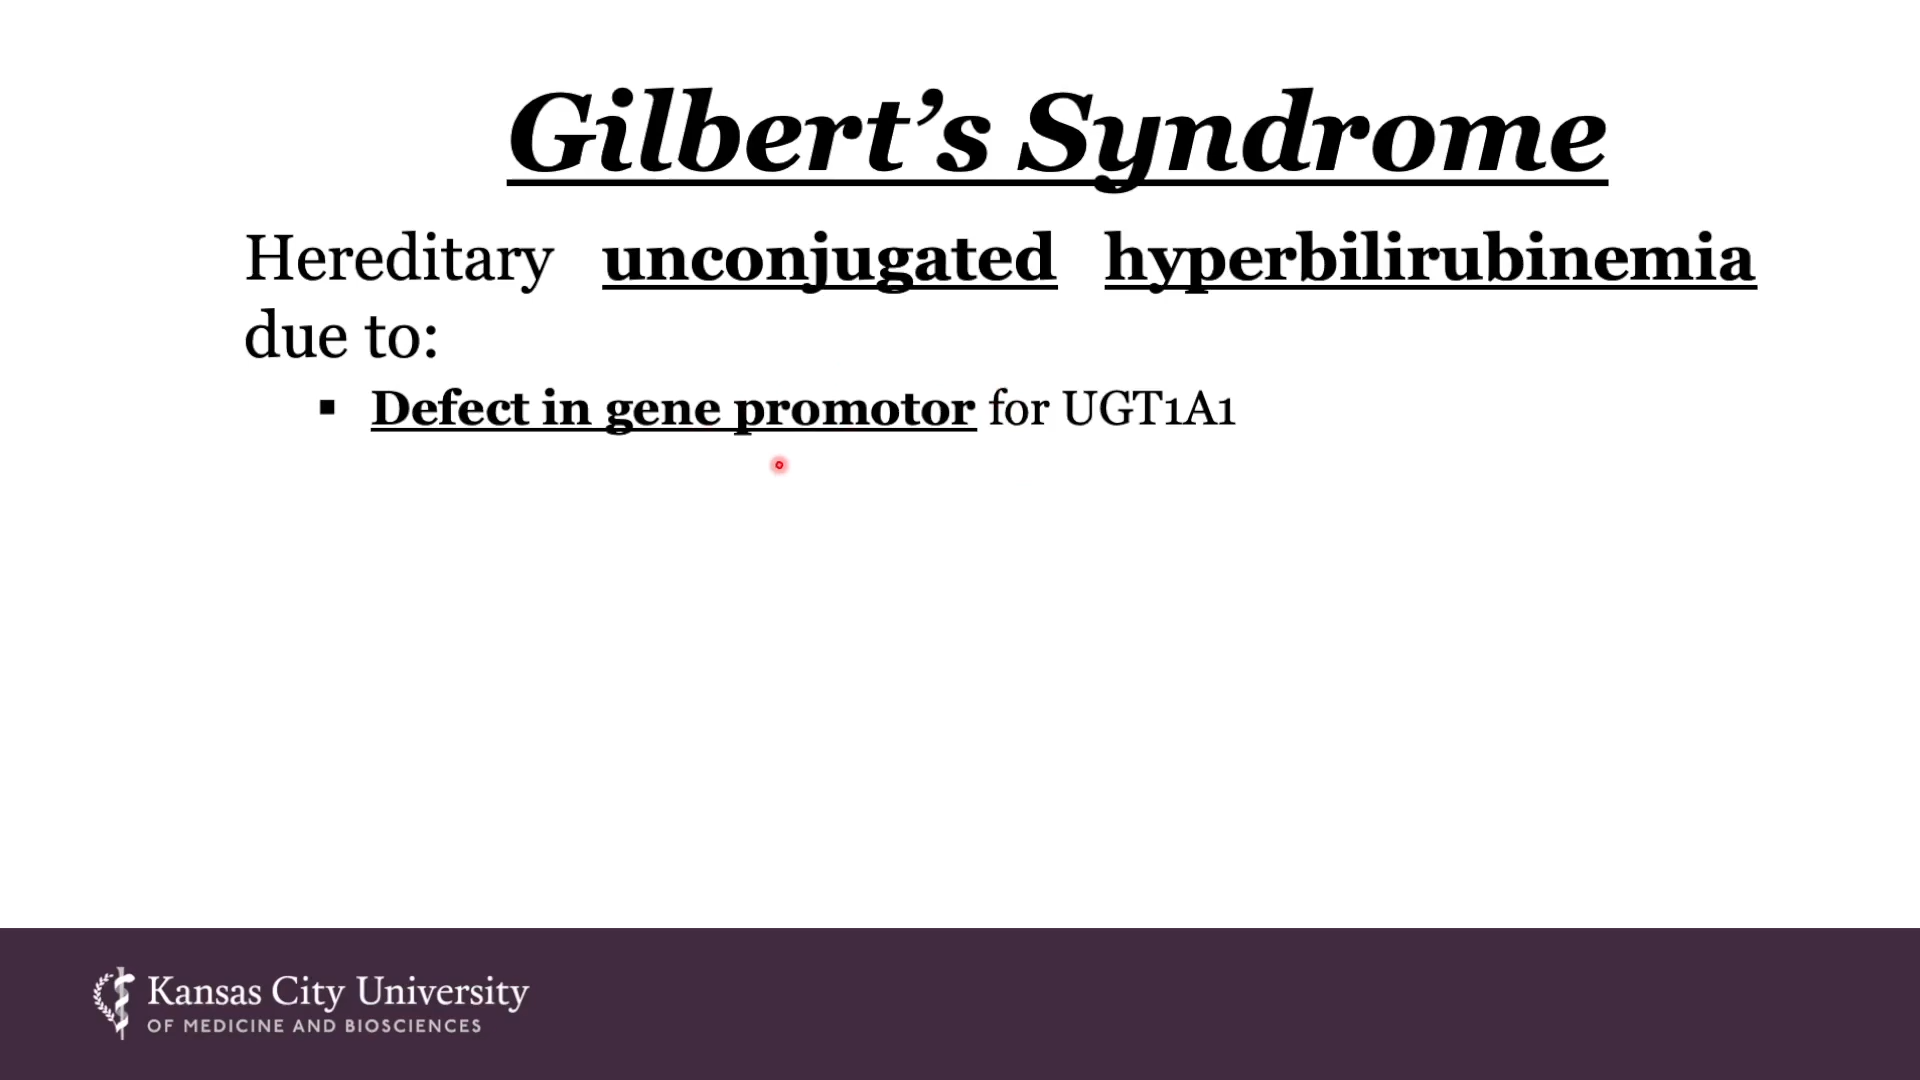 Gilbert’s Syndrome
Hereditary unconjugated hyperbilirubinemia
due to:
▪ Defect in gene promotor for UGT1A1
Kansas City University
OF MEDICINE AND BIOSCIENCES